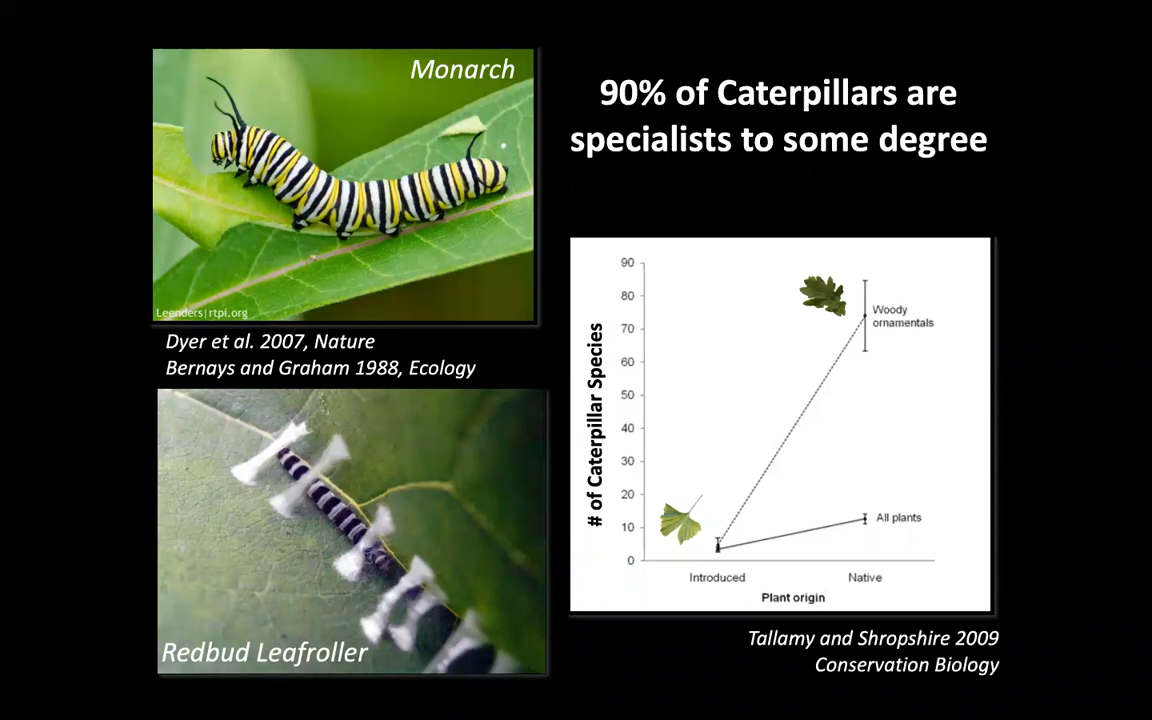 Monarch
Leenders|rtpi.org
Dyer et al. 2007, Nature
Bernays and Graham 1988, Ecology
Redbud Leafroller
90% of Caterpillars are
specialists to some degree
# of Caterpillar Species
90
80
70
60
50
40
30
20
10
0
Woody
ornamentals
All plants
Introduced Native
Plant origin
Tallamy and Shropshire 2009
Conservation Biology